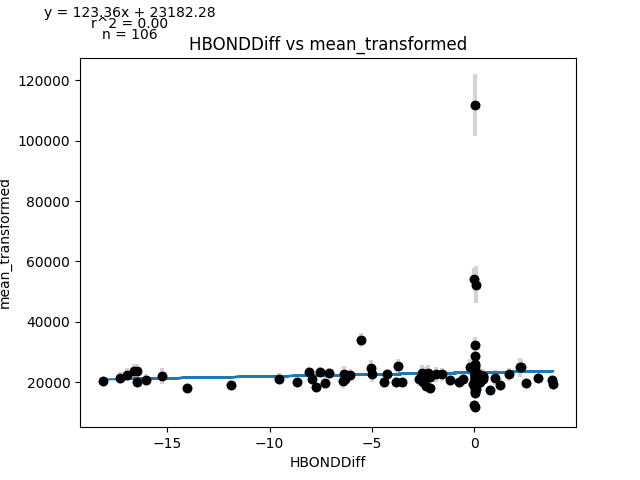 y = 123.36x + 23182.28
r^2 = 0.00
n = 106
HBONDDiff vs mean_transformed
120000
100000
80000
60000
40000
20000
mean_transformed
−15
−10
−5
0
HBONDDiff